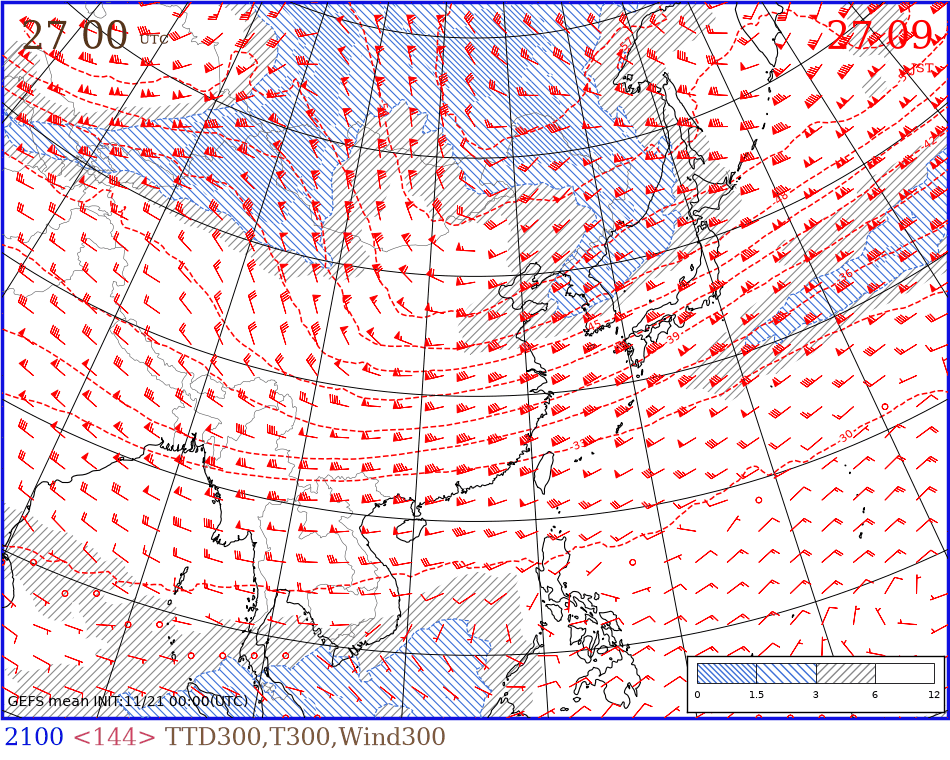 27 00 UTC
27 09
JST
-42
-36
-39
-33
-30
0 1.5 3 6 12
GEFS mean INIT:11/21 00:00(UTC)
2100 <144> TTD300,T300,Wind300